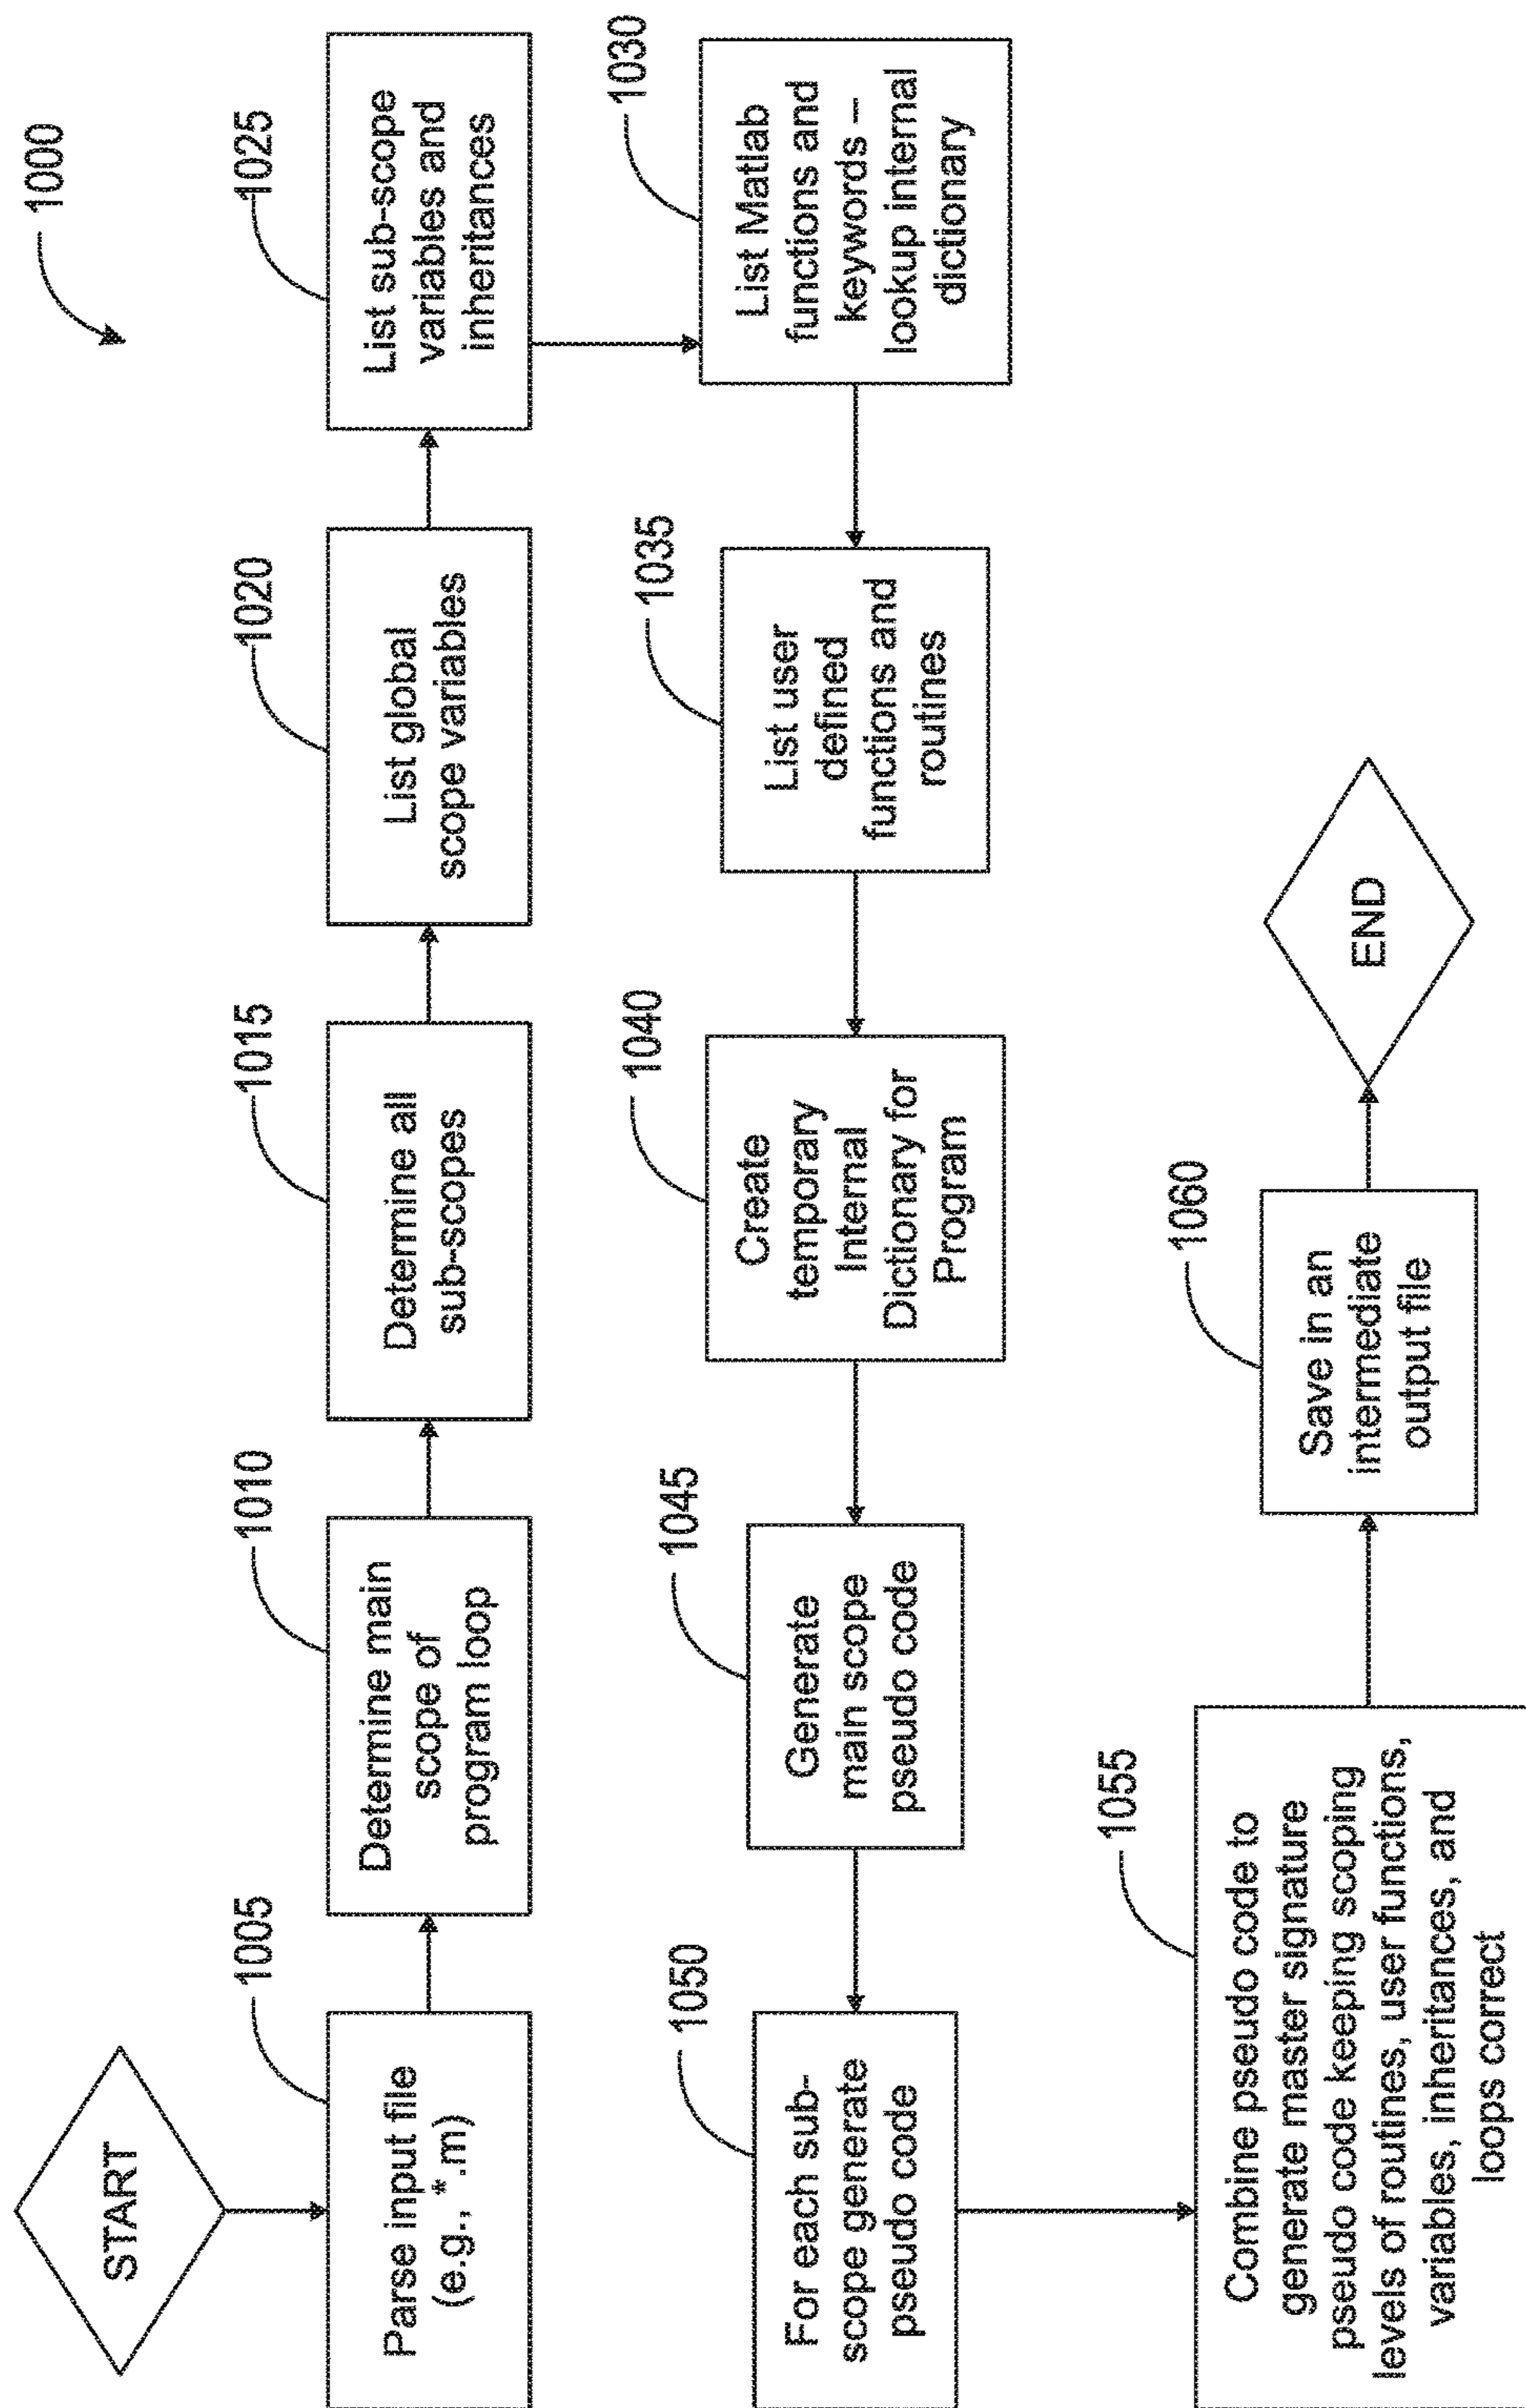 1000
START
1005
Parse input file
(e.g., *.m)
1010
Determine main
scope of
program loop
1015
Determine all
sub-scopes
1020
List global
scope variables
1025
List sub-scope
variables and
inheritances
1030
List Matlab
functions and
keywords –
lookup internal
dictionary
1035
List user
defined
functions and
routines
1040
Create
temporary
Internal
Dictionary for
Program
1045
Generate
main scope
pseudo code
1050
For each sub-
scope generate
pseudo code
1055
Combine pseudo code to
generate master signature
pseudo code keeping scoping
levels of routines, user functions,
variables, inheritances, and
loops correct
1060
Save in an
intermediate
output file
END